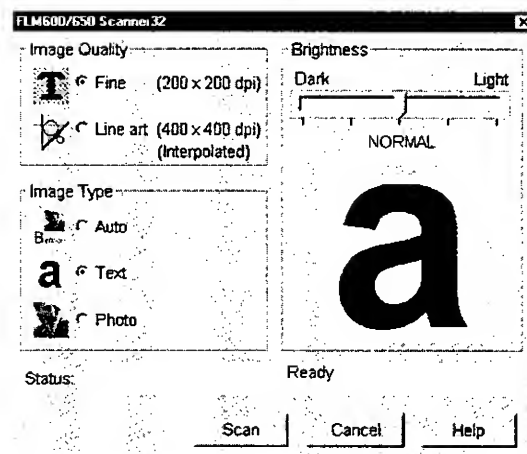 FLM600/650 Scanner32
Image Quality
Fine (200 x 200 dpi)
Line art (400 x 400 dpi)
(Interpolated)
Image Type
Auto
a Text
Photo
Brightness
Dark Light
NORMAL
a
Status: Ready
Scan Cancel Help